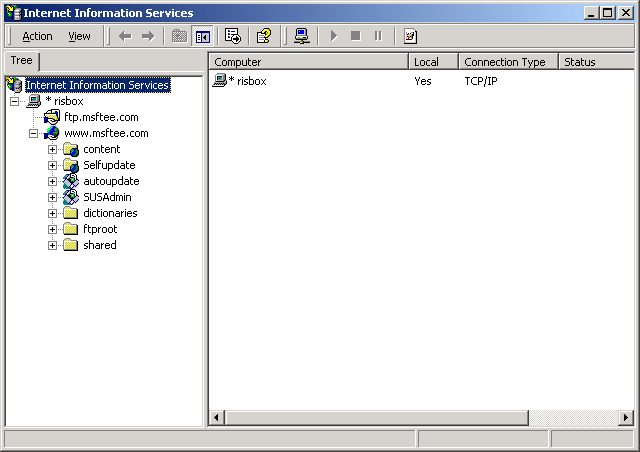 Internet Information Services
Action View
Tree
Computer Local Connection Type Status
Internet Information Services
* risbox
ftp.msftee.com
www.msftee.com
content
Selfupdate
autoupdate
SUSAdmin
dictionaries
ftproot
shared
* risbox Yes TCP/IP